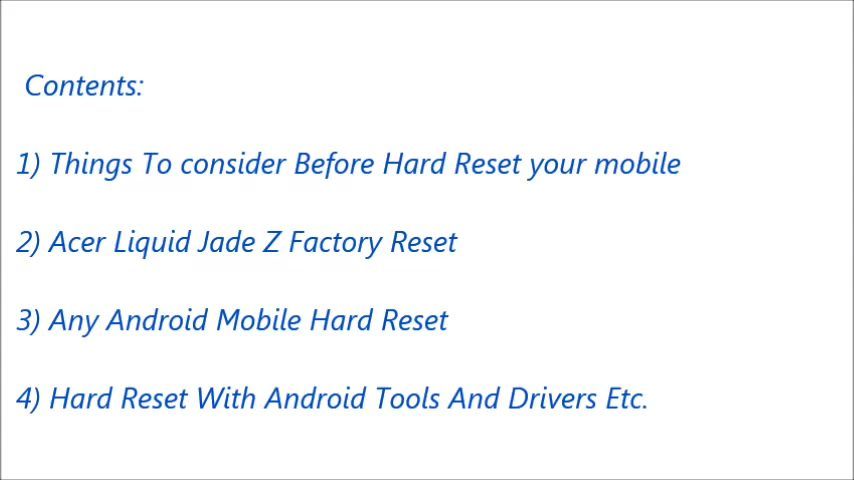 Contents:
1) Things To consider Before Hard Reset your mobile
2) Acer Liquid Jade Z Factory Reset
3) Any Android Mobile Hard Reset
4) Hard Reset With Android Tools And Drivers Etc.